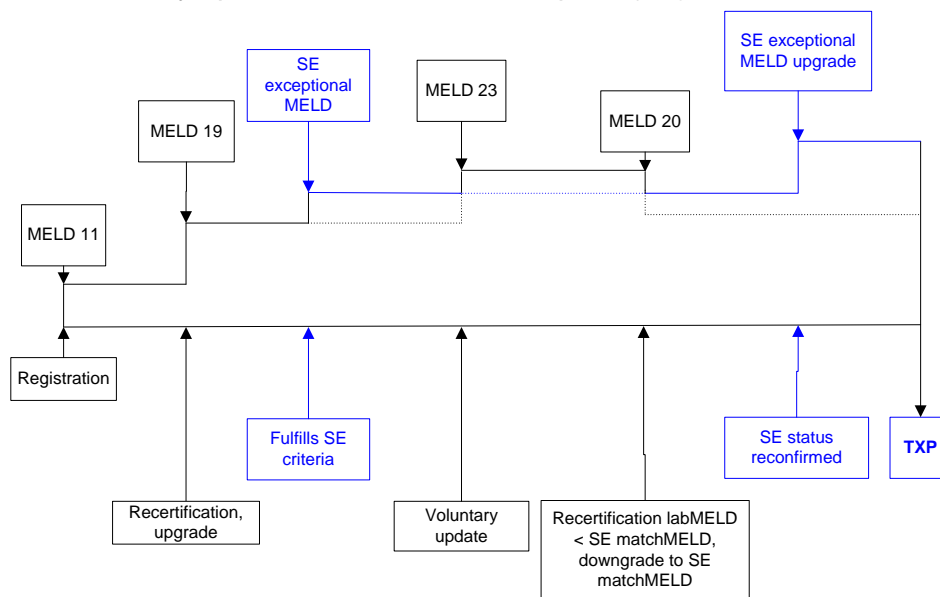 SE exceptional
MELD upgrade
SE
exceptional
MELD
MELD 23
MELD 20
MELD 19
MELD 11
Registration
Fulfills SE
criteria
SE status
reconfirmed
TXP
Recertification,
upgrade
Voluntary
update
Recertification labMELD
< SE matchMELD,
downgrade to SE
matchMELD